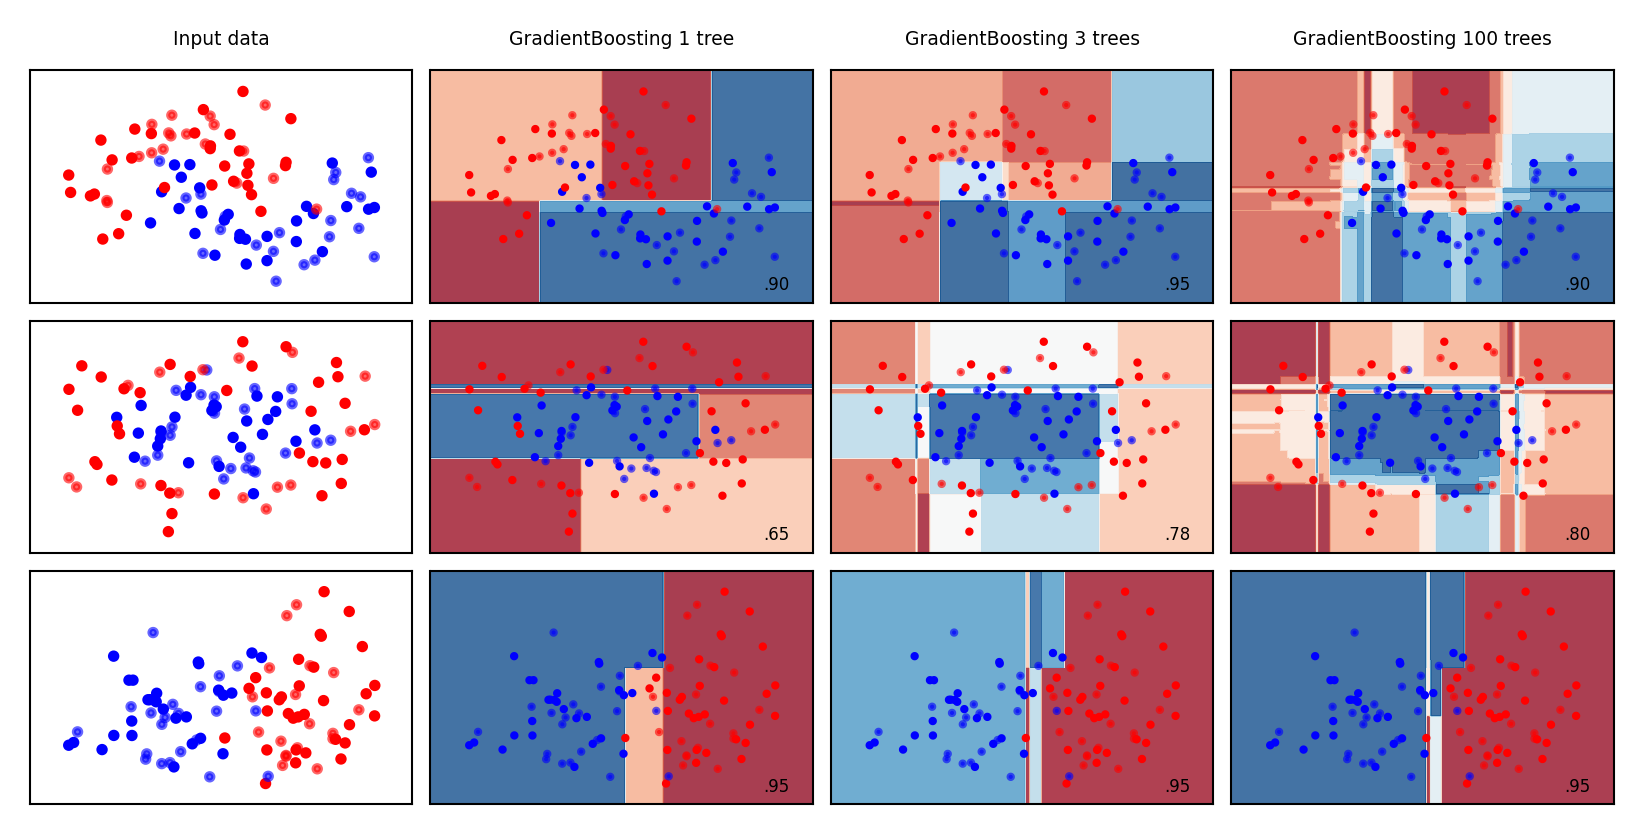 Input data
GradientBoosting 1 tree
GradientBoosting 3 trees
GradientBoosting 100 trees
.90
.95
.90
.65
.78
.80
.95
.95
.95